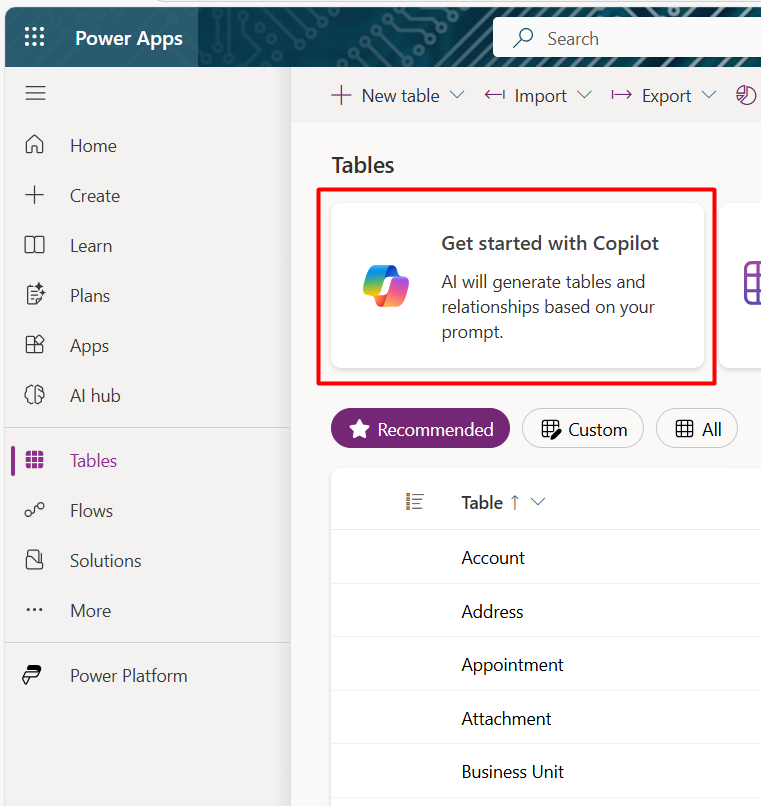 Power Apps
Search
Home
Create
Learn
Plans
Apps
AI hub
Tables
Flows
Solutions
More
Power Platform
New table
Import
Export
Tables
Get started with Copilot
AI will generate tables and
relationships based on your
prompt.
Recommended
Custom
All
Table ↑
Account
Address
Appointment
Attachment
Business Unit